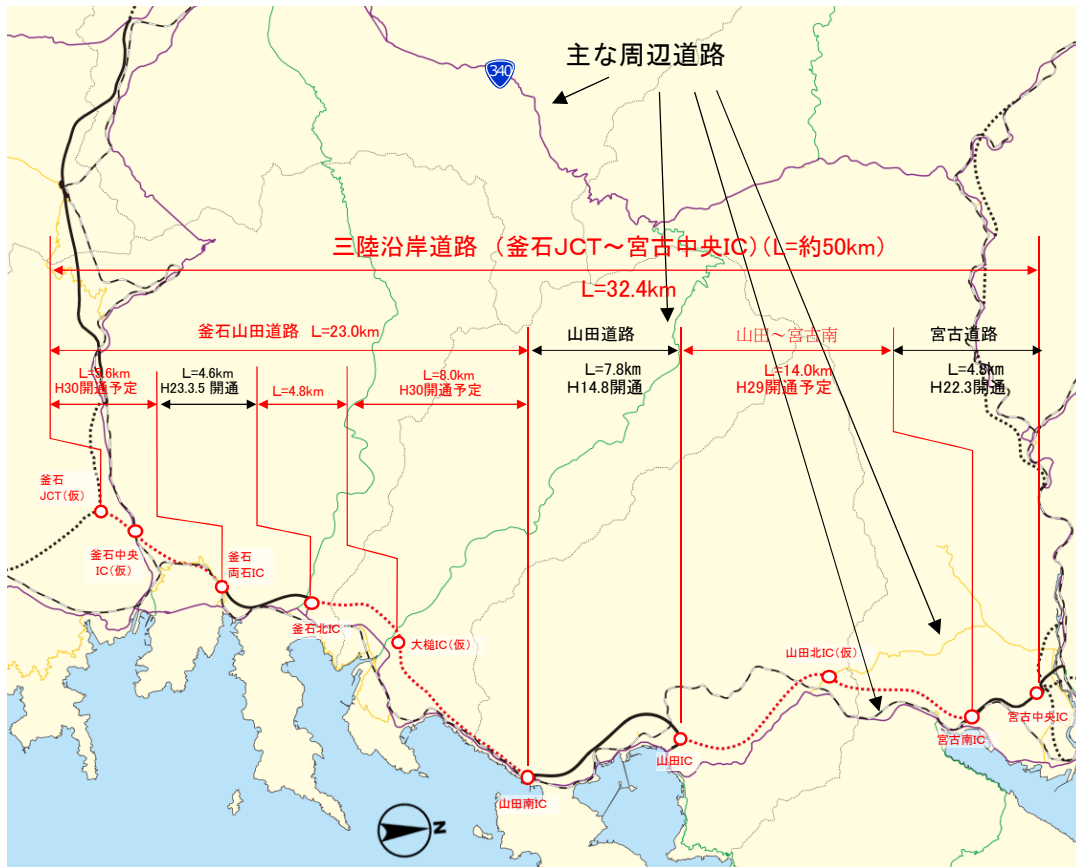 主な周辺道路
340
三陸沿岸道路 (釜石JCT～宮古中央IC)(L=約50km)
L=32.4km
釜石山田道路 L=23.0km
山田道路
山田～宮古南
宮古道路
L=5.6km
H30開通予定
L=4.6km
H23.3.5 開通
L=4.8km
L=8.0km
H30開通予定
L=7.8km
H14.8開通
L=14.0km
H29開通予定
L=4.8km
H22.3開通
釜石
JCT(仮)
釜石中央
IC(仮)
釜石
両石IC
釜石北IC
大槌IC(仮)
山田南IC
山田IC
山田北IC(仮)
宮古南IC
宮古中央IC
N